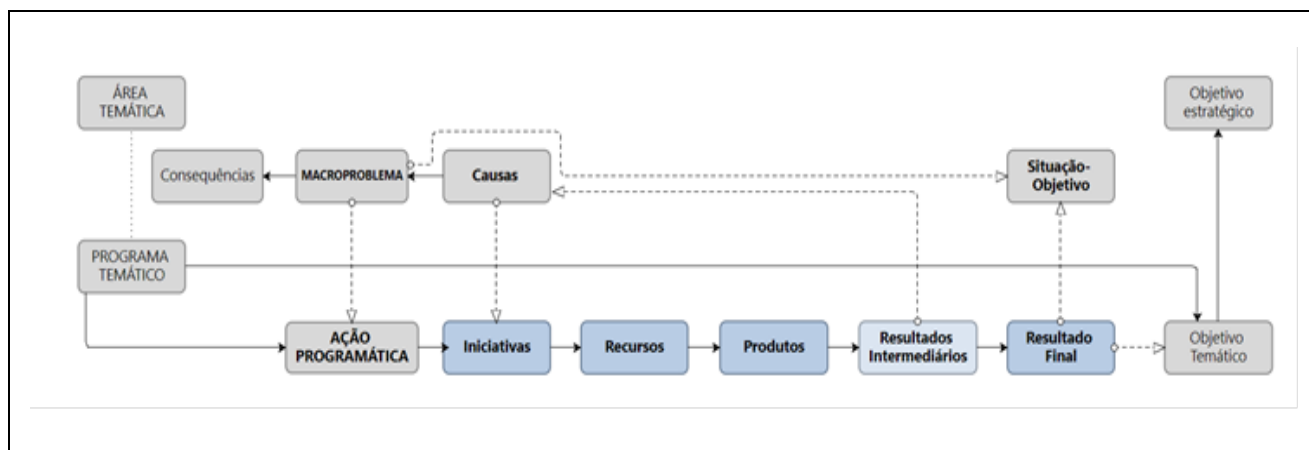 ÁREA
TEMÁTICA
Objetivo
estratégico
Consequências
MACROPROBLEMA
Causas
Situação-
Objetivo
PROGRAMA
TEMÁTICO
AÇÃO
PROGRAMÁTICA
Iniciativas
Recursos
Produtos
Resultados
Intermediários
Resultado
Final
Objetivo
Temático